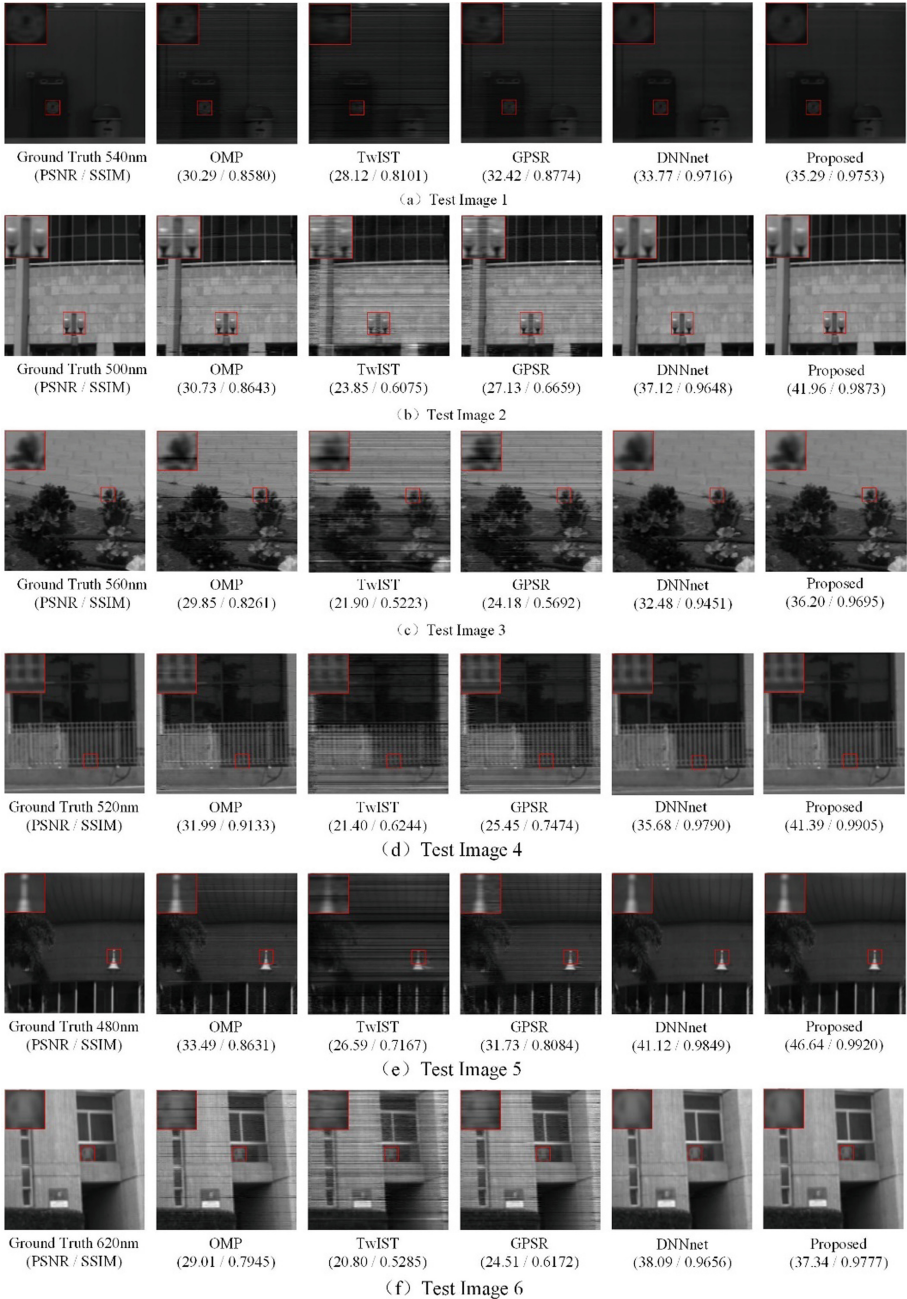 Ground Truth 540nm OMP TwIST GPSR DNNnet Proposed
(PSNR / SSIM) (30.29 / 0.8580) (28.12 / 0.8101) (32.42 / 0.8774) (33.77 / 0.9716) (35.29 / 0.9753)
(a) Test Image 1
Ground Truth 500nm OMP TwIST GPSR DNNnet Proposed
(PSNR / SSIM) (30.73 / 0.8643) (23.85 / 0.6075) (27.13 / 0.6659) (37.12 / 0.9648) (41.96 / 0.9873)
(b) Test Image 2
Ground Truth 560nm OMP TwIST GPSR DNNnet Proposed
(PSNR / SSIM) (29.85 / 0.8261) (21.90 / 0.5223) (24.18 / 0.5692) (32.48 / 0.9451) (36.20 / 0.9695)
(c) Test Image 3
Ground Truth 520nm OMP TwIST GPSR DNNnet Proposed
(PSNR / SSIM) (31.99 / 0.9133) (21.40 / 0.6244) (25.45 / 0.7474) (35.68 / 0.9790) (41.39 / 0.9905)
(d) Test Image 4
Ground Truth 480nm OMP TwIST GPSR DNNnet Proposed
(PSNR / SSIM) (33.49 / 0.8631) (26.59 / 0.7167) (31.73 / 0.8084) (41.12 / 0.9849) (46.64 / 0.9920)
(e) Test Image 5
Ground Truth 620nm OMP TwIST GPSR DNNnet Proposed
(PSNR / SSIM) (29.01 / 0.7945) (20.80 / 0.5285) (24.51 / 0.6172) (38.09 / 0.9656) (37.34 / 0.9777)
(f) Test Image 6